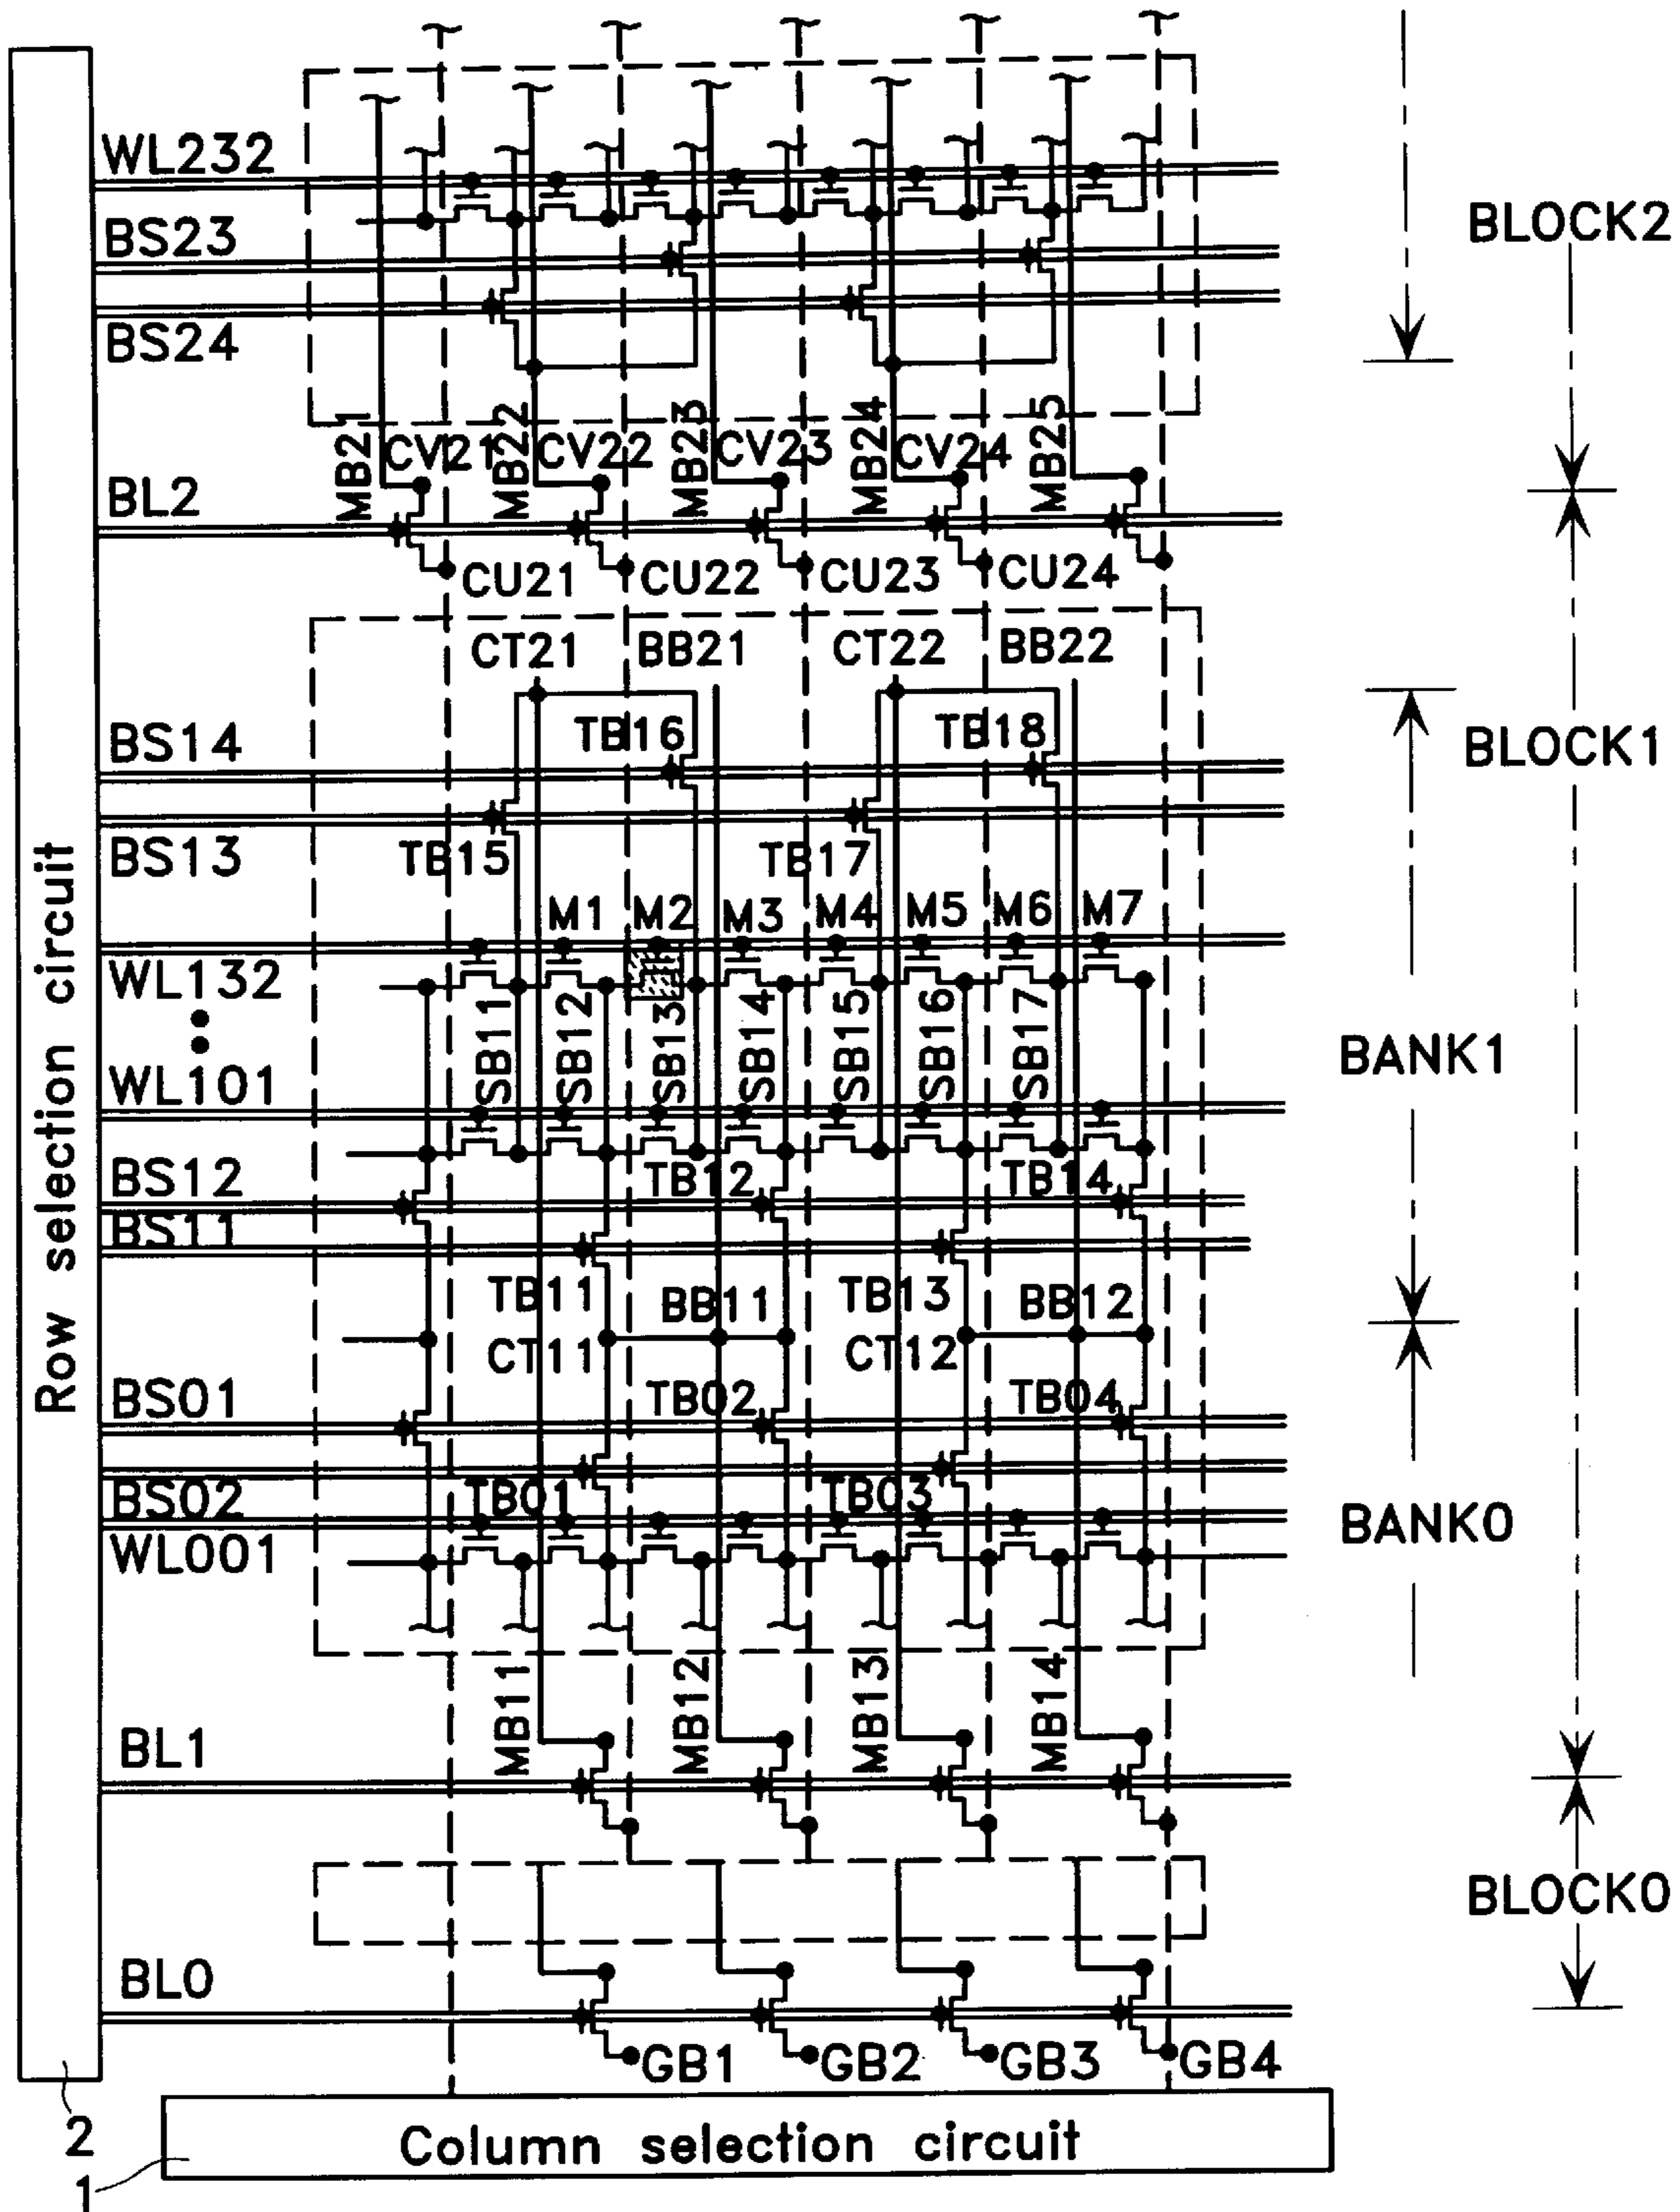 WL232
BS23
BLOCK2
BS24
MB21 MB22 MB23 MB24 MB25
CV21 CV22 CV23 CV24
BL2
CU21 CU22 CU23 CU24
CT21 BB21 CT22 BB22
BS14 TB16 TB18 BLOCK1
BS13 TB15 TB17
M1 M2 M3 M4 M5 M6 M7
WL132
SB11 SB12 SB13 SB14 SB15 SB16 SB17
BANK1
WL101
BS12 TB12 TB14
BS11
TB11 BB11 TB13 BB12
CT11 CT12
BS01 TB02 TB04
BS02 TB01 TB03 BANK0
WL001
MB11 MB12 MB13 MB14
BL1
BLOCK0
BL0
GB1 GB2 GB3 GB4
Row selection circuit
2
Column selection circuit
1